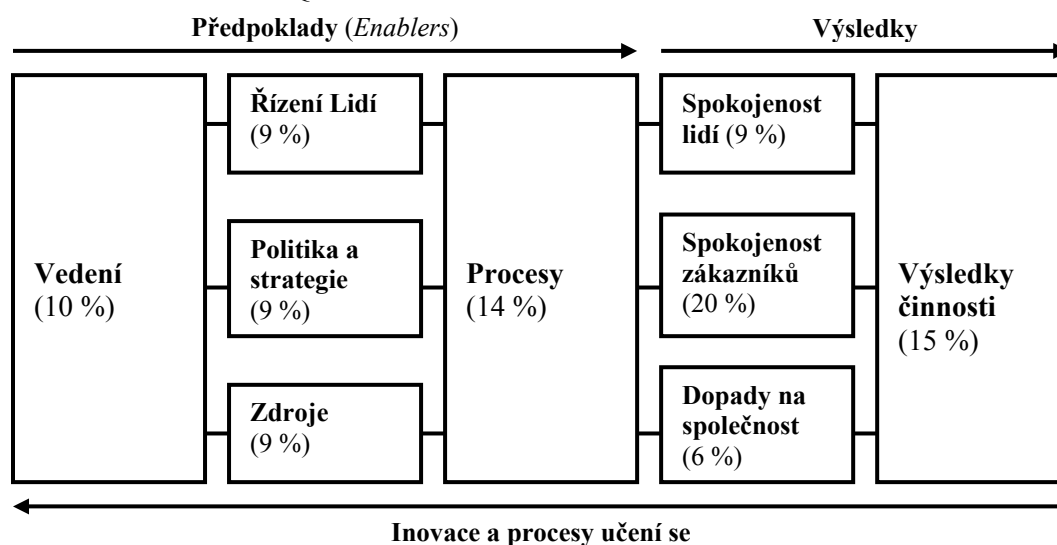 Předpoklady (Enablers)
Výsledky
Vedení
(10 %)
Řízení Lidí
(9 %)
Politika a
strategie
(9 %)
Zdroje
(9 %)
Procesy
(14 %)
Spokojenost
lidí (9 %)
Spokojenost
zákazníků
(20 %)
Dopady na
společnost
(6 %)
Výsledky
činnosti
(15 %)
Inovace a procesy učení se